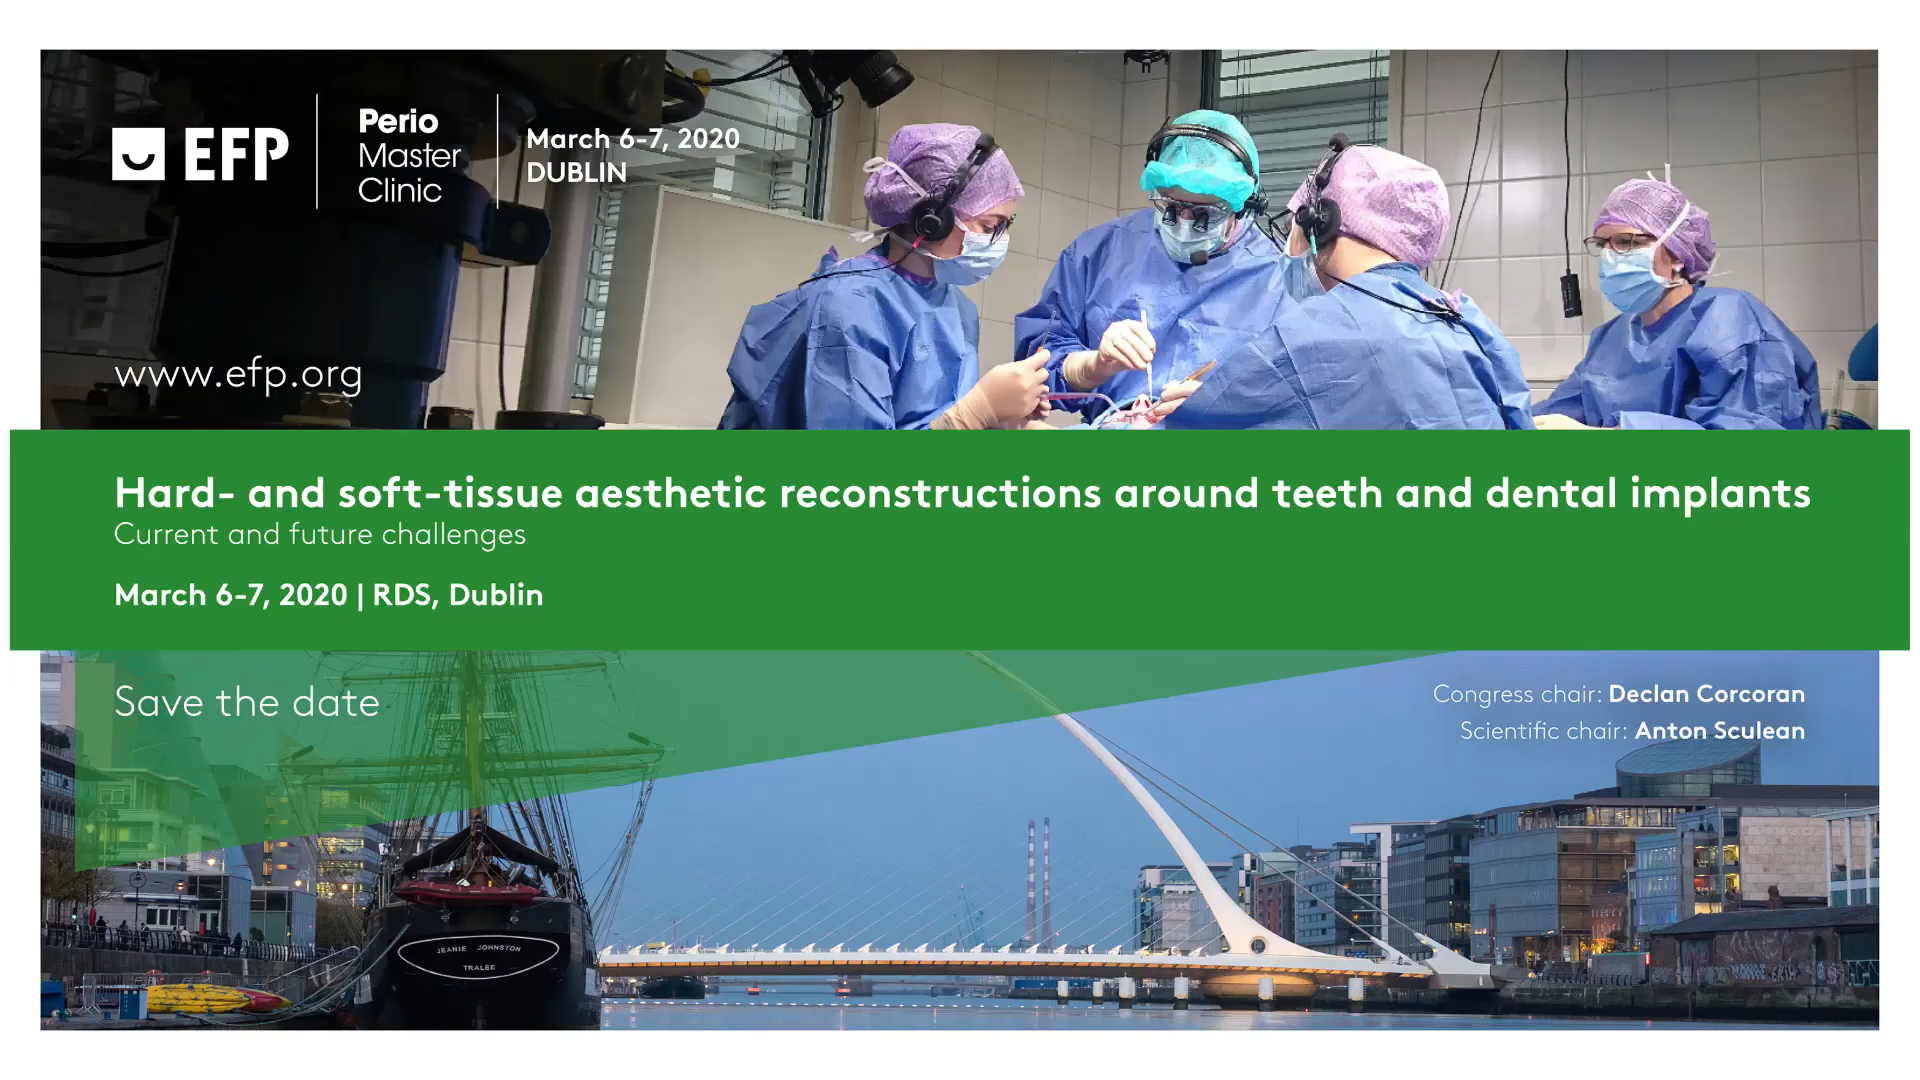 EFP
Perio
Master
Clinic
March 6-7, 2020
DUBLIN
www.efp.org
Hard- and soft-tissue aesthetic reconstructions around teeth and dental implants
Current and future challenges
March 6-7, 2020 | RDS, Dublin
Save the date
Congress chair: Declan Corcoran
Scientific chair: Anton Sculean
JEANIE JOHNSTON
TRALEE